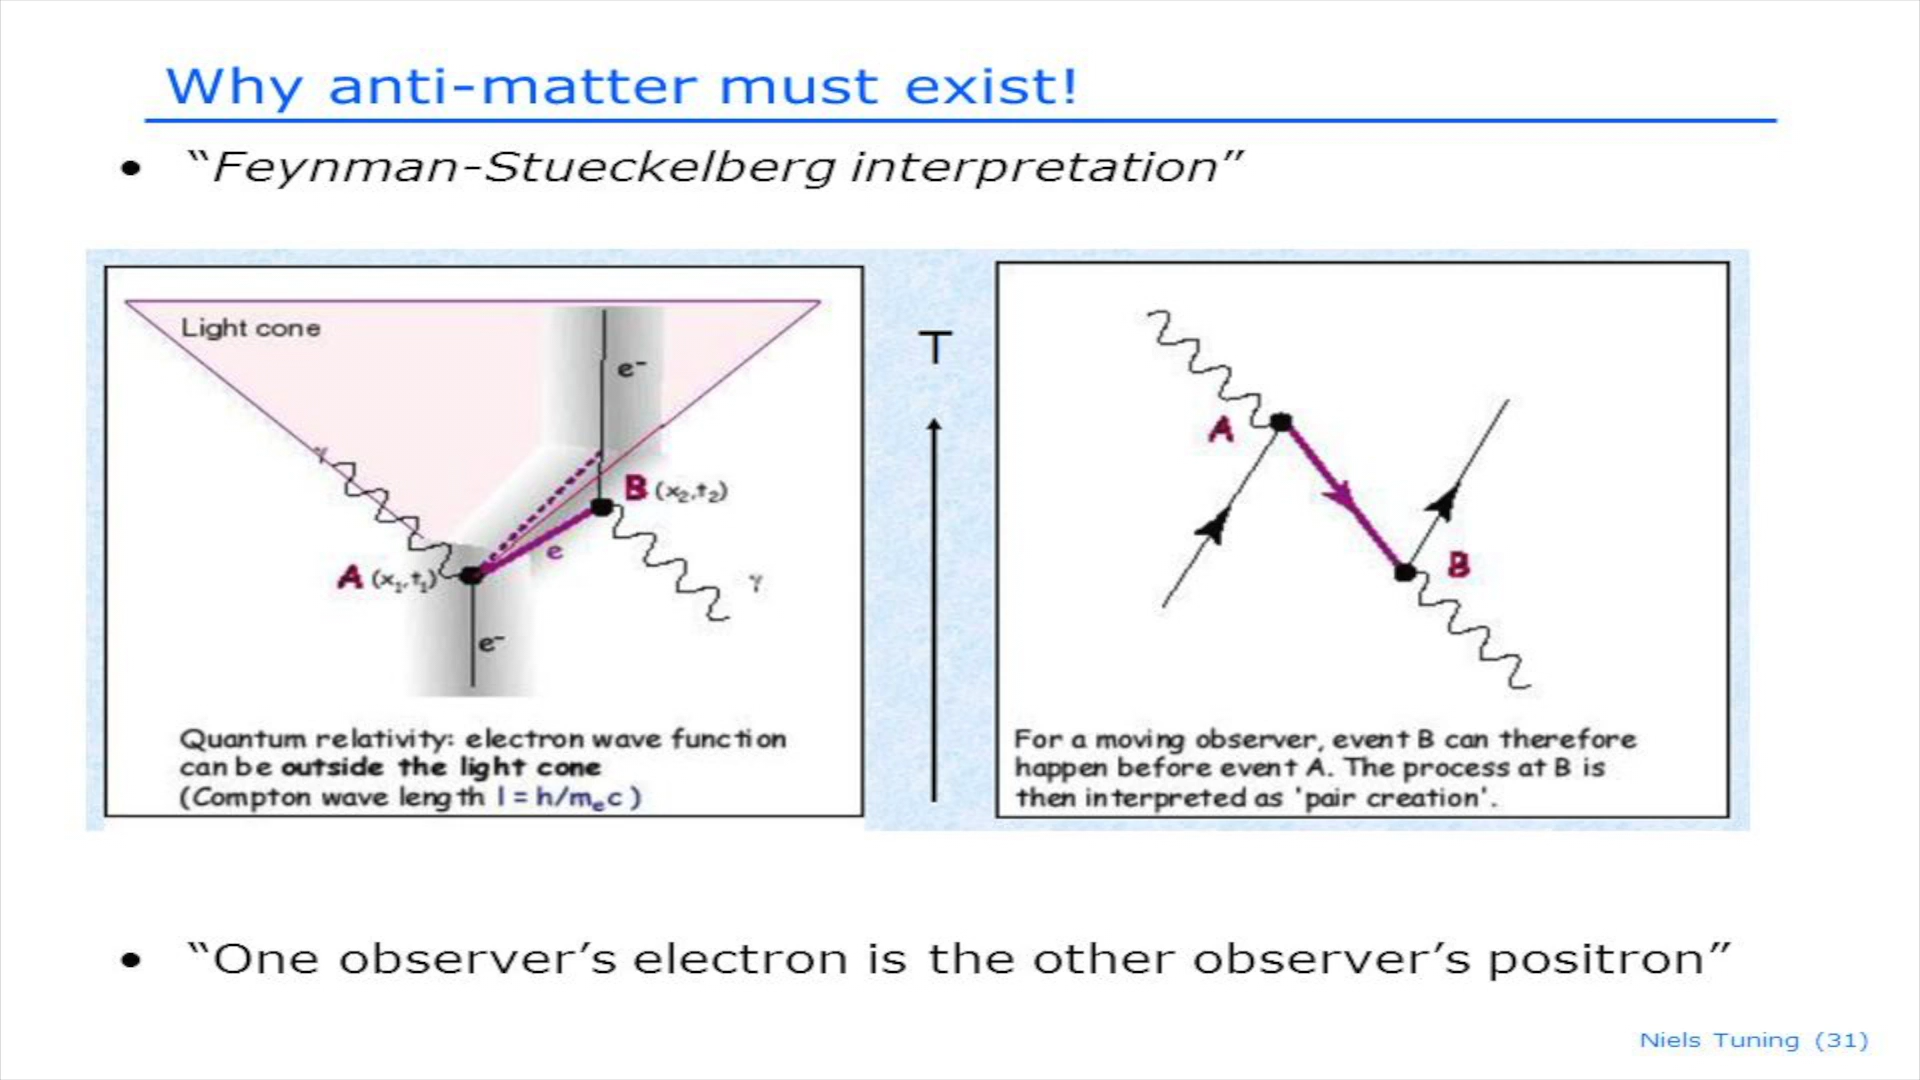 Why anti-matter must exist!
• “Feynman-Stueckelberg interpretation”
Light cone
e⁻
γ
B (x₂,t₂)
e
A (x₁,t₁)
γ
e⁻
Quantum relativity: electron wave function
can be outside the light cone
(Compton wave length l = h/mₑc )
T
A
B
For a moving observer, event B can therefore
happen before event A. The process at B is
then interpreted as 'pair creation'.
• “One observer’s electron is the other observer’s positron”
Niels Tuning (31)